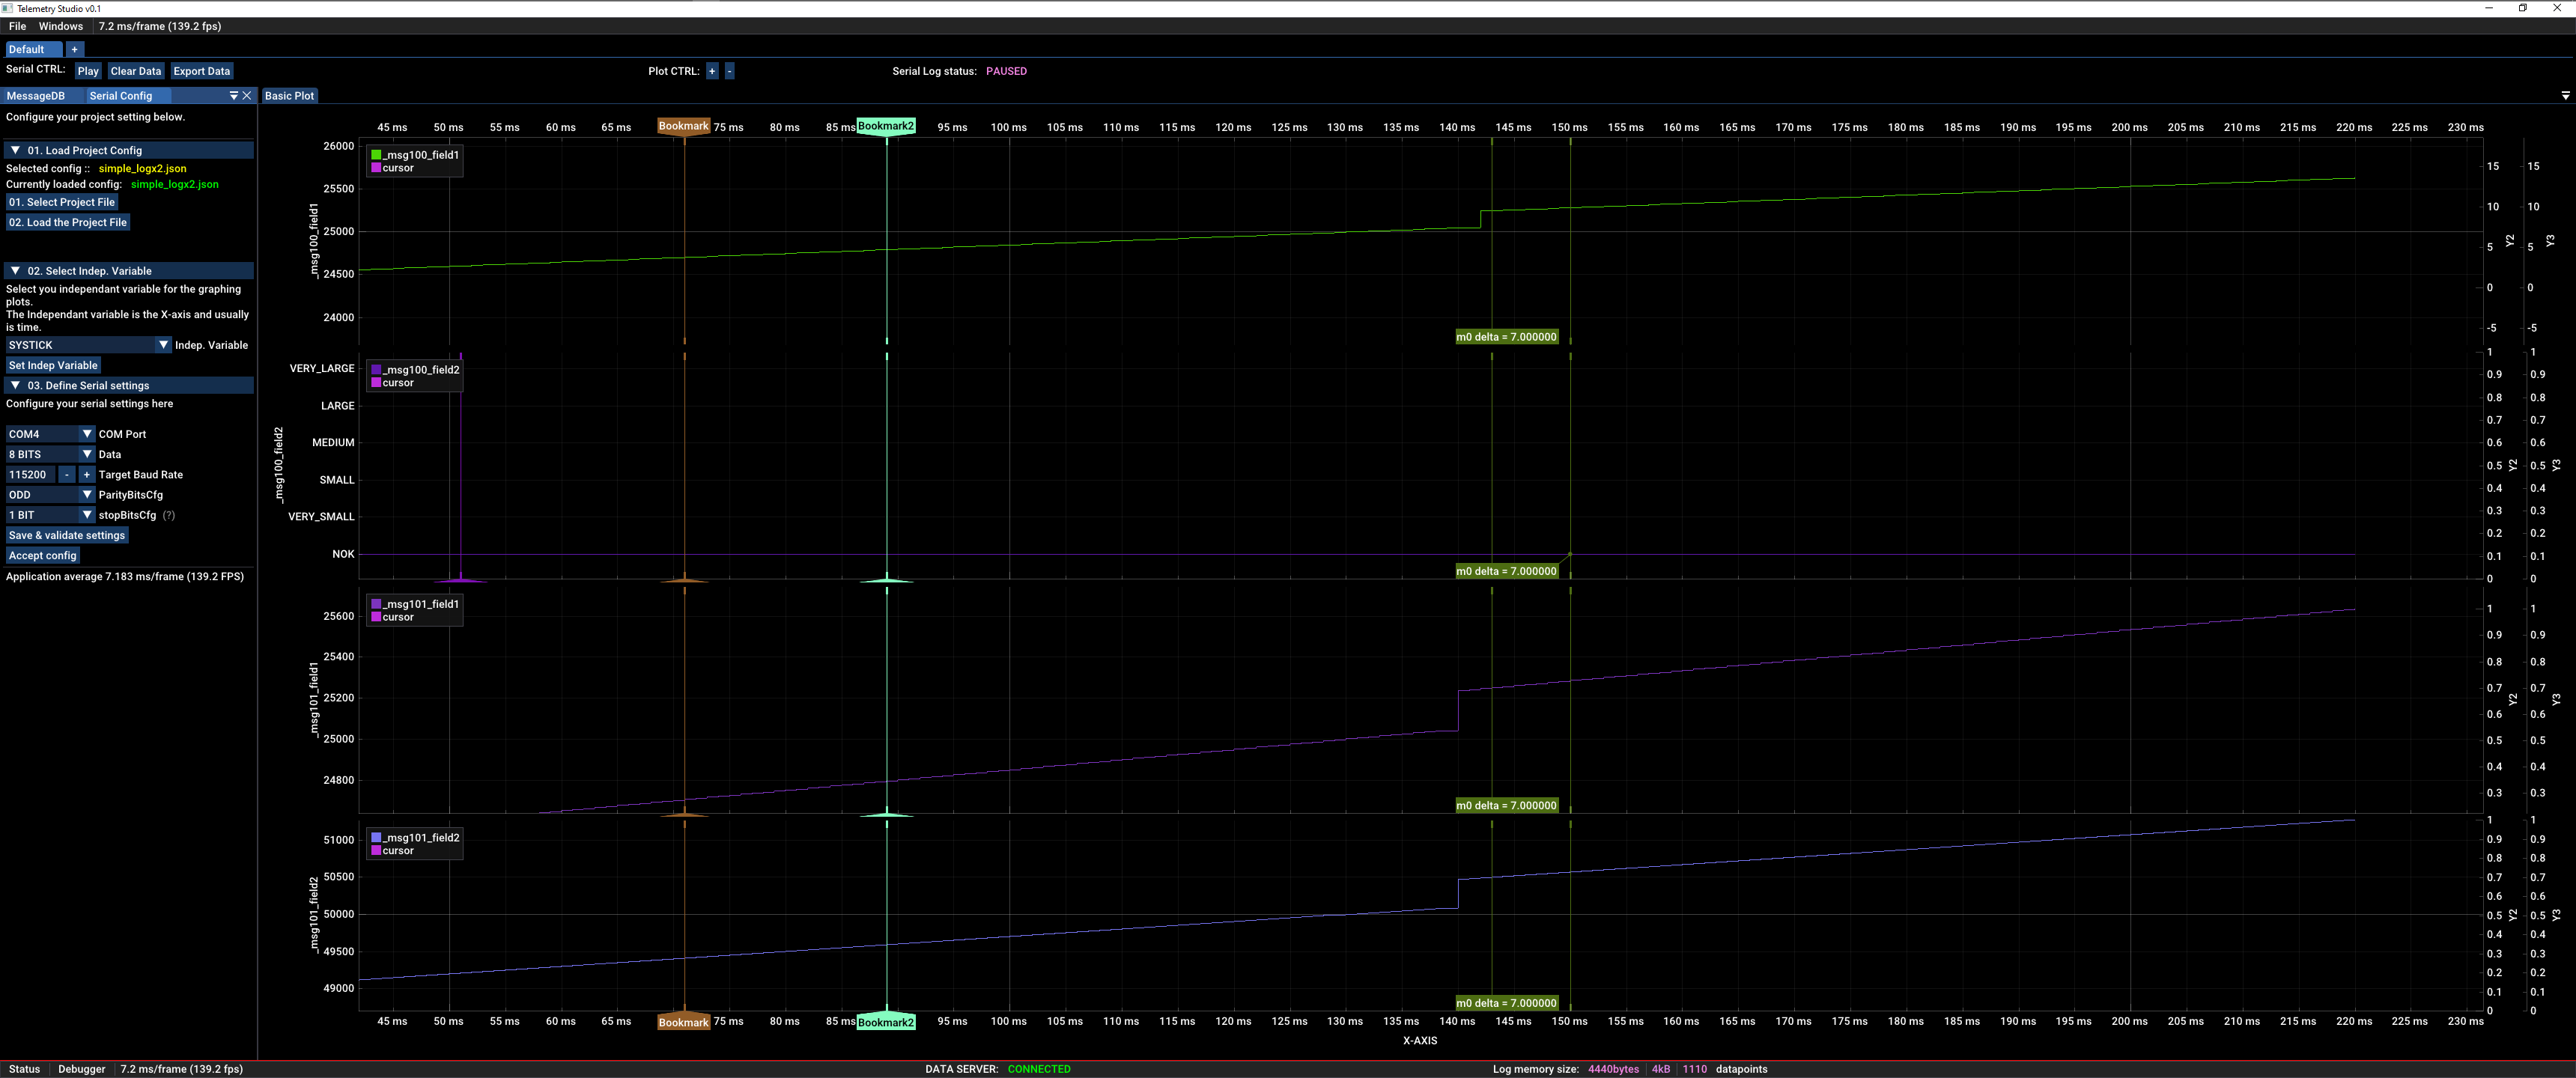 Telemetry Studio v0.1
File Windows 7.2 ms/frame (139.2 fps)
Default +
Serial CTRL: Play Clear Data Export Data Plot CTRL: + - Serial Log status: PAUSED
MessageDB Serial Config
Configure your project setting below.
01. Load Project Config
Selected config :: simple_logx2.json
Currently loaded config: simple_logx2.json
01. Select Project File
02. Load the Project File
02. Select Indep. Variable
Select you independant variable for the graphing
plots.
The Independant variable is the X-axis and usually
is time.
SYSTICK Indep. Variable
Set Indep Variable
03. Define Serial settings
Configure your serial settings here
COM4 COM Port
8 BITS Data
115200 - + Target Baud Rate
ODD ParityBitsCfg
1 BIT stopBitsCfg (?)
Save & validate settings
Accept config
Application average 7.183 ms/frame (139.2 FPS)
Basic Plot
45 ms 50 ms 55 ms 60 ms 65 ms Bookmark 75 ms 80 ms 85 ms Bookmark2 95 ms 100 ms 105 ms 110 ms 115 ms 120 ms 125 ms 130 ms 135 ms 140 ms 145 ms 150 ms 155 ms 160 ms 165 ms 170 ms 175 ms 180 ms 185 ms 190 ms 195 ms 200 ms 205 ms 210 ms 215 ms 220 ms 225 ms 230 ms
_msg100_field1
26000
25500
25000
24500
24000
_msg100_field1
cursor
m0 delta = 7.000000
15 15
10 10
5 5
0 0
-5 -5
Y2 Y3
_msg100_field2
VERY_LARGE
LARGE
MEDIUM
SMALL
VERY_SMALL
NOK
_msg100_field2
cursor
m0 delta = 7.000000
1 1
0.9 0.9
0.8 0.8
0.7 0.7
0.6 0.6
0.5 0.5
0.4 0.4
0.3 0.3
0.2 0.2
0.1 0.1
0 0
Y2 Y3
_msg101_field1
25600
25400
25200
25000
24800
_msg101_field1
cursor
m0 delta = 7.000000
1 1
0.9 0.9
0.8 0.8
0.7 0.7
0.6 0.6
0.5 0.5
0.4 0.4
0.3 0.3
Y2 Y3
_msg101_field2
51000
50500
50000
49500
49000
_msg101_field2
cursor
m0 delta = 7.000000
1 1
0.9 0.9
0.8 0.8
0.7 0.7
0.6 0.6
0.5 0.5
0.4 0.4
0.3 0.3
0.2 0.2
0.1 0.1
0 0
Y2 Y3
45 ms 50 ms 55 ms 60 ms 65 ms Bookmark 75 ms 80 ms 85 ms Bookmark2 95 ms 100 ms 105 ms 110 ms 115 ms 120 ms 125 ms 130 ms 135 ms 140 ms 145 ms 150 ms 155 ms 160 ms 165 ms 170 ms 175 ms 180 ms 185 ms 190 ms 195 ms 200 ms 205 ms 210 ms 215 ms 220 ms 225 ms 230 ms
X-AXIS
Status Debugger 7.2 ms/frame (139.2 fps) DATA SERVER: CONNECTED Log memory size: 4440bytes 4kB 1110 datapoints